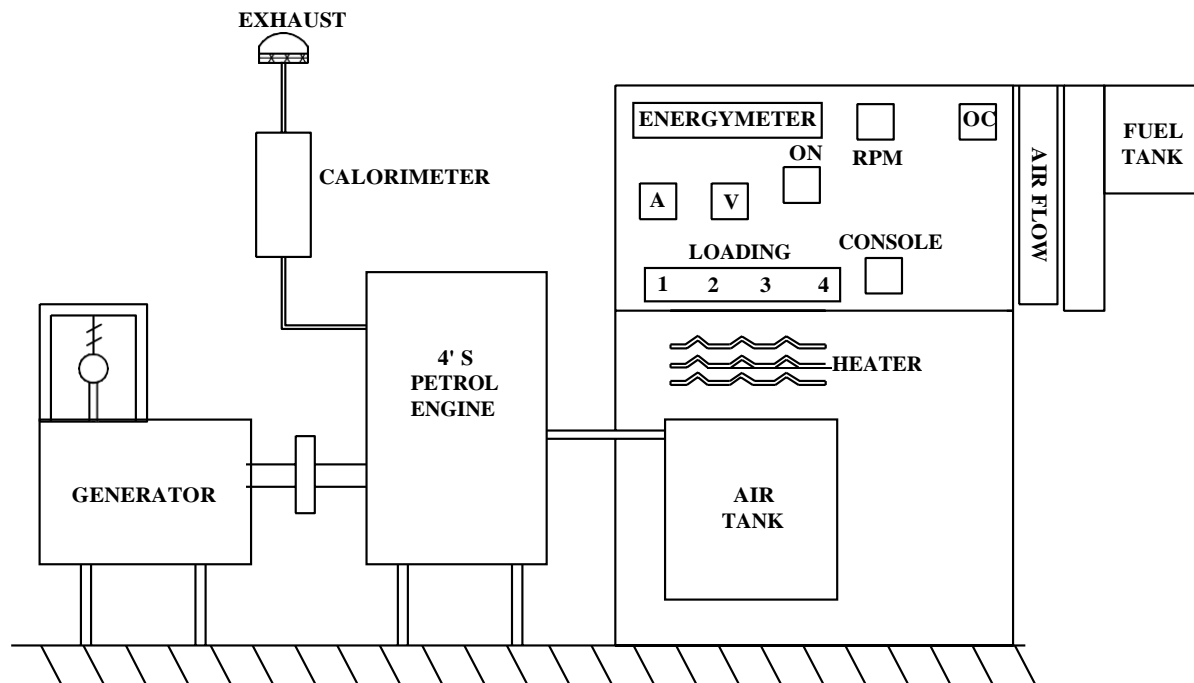 EXHAUST
CALORIMETER
ENERGYMETER
RPM
OC
ON
A
V
LOADING
1 2 3 4
CONSOLE
AIR FLOW
FUEL
TANK
HEATER
4' S
PETROL
ENGINE
GENERATOR
AIR
TANK